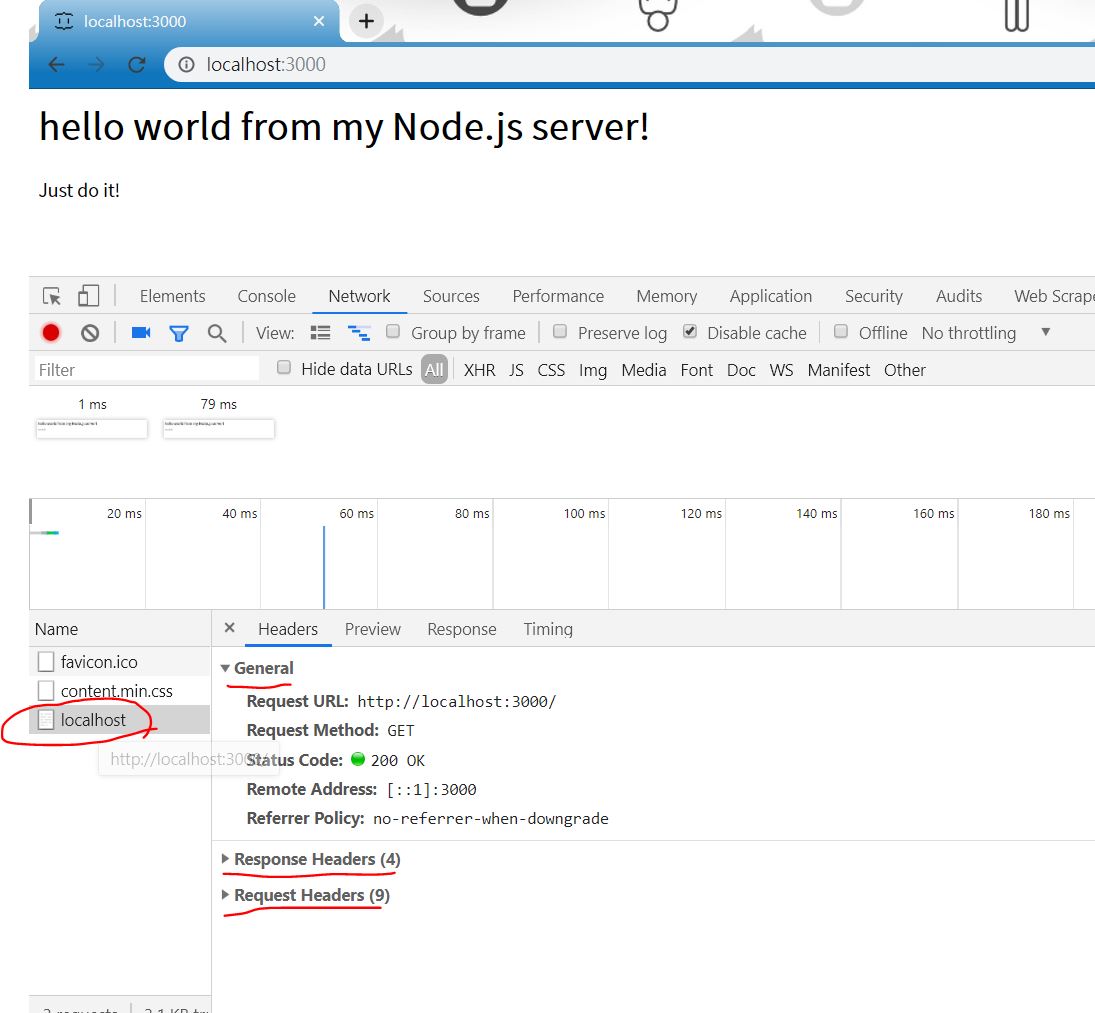 localhost:3000
localhost:3000
hello world from my Node.js server!
Just do it!
Elements Console Network Sources Performance Memory Application Security Audits Web Scrape
View: Group by frame Preserve log Disable cache Offline No throttling
Filter Hide data URLs All XHR JS CSS Img Media Font Doc WS Manifest Other
1 ms 79 ms
20 ms 40 ms 60 ms 80 ms 100 ms 120 ms 140 ms 160 ms 180 ms
Name Headers Preview Response Timing
favicon.ico
content.min.css
localhost
http://localhost:3000/
General
Request URL: http://localhost:3000/
Request Method: GET
Status Code: 200 OK
Remote Address: [::1]:3000
Referrer Policy: no-referrer-when-downgrade
Response Headers (4)
Request Headers (9)
requests